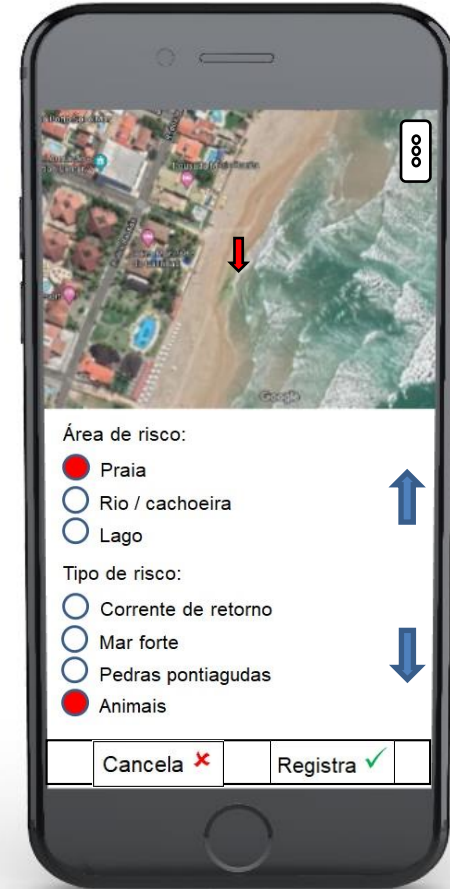 Google
Área de risco:
Praia
Rio / cachoeira
Lago
Tipo de risco:
Corrente de retorno
Mar forte
Pedras pontiagudas
Animais
Cancela ✗
Registra ✓